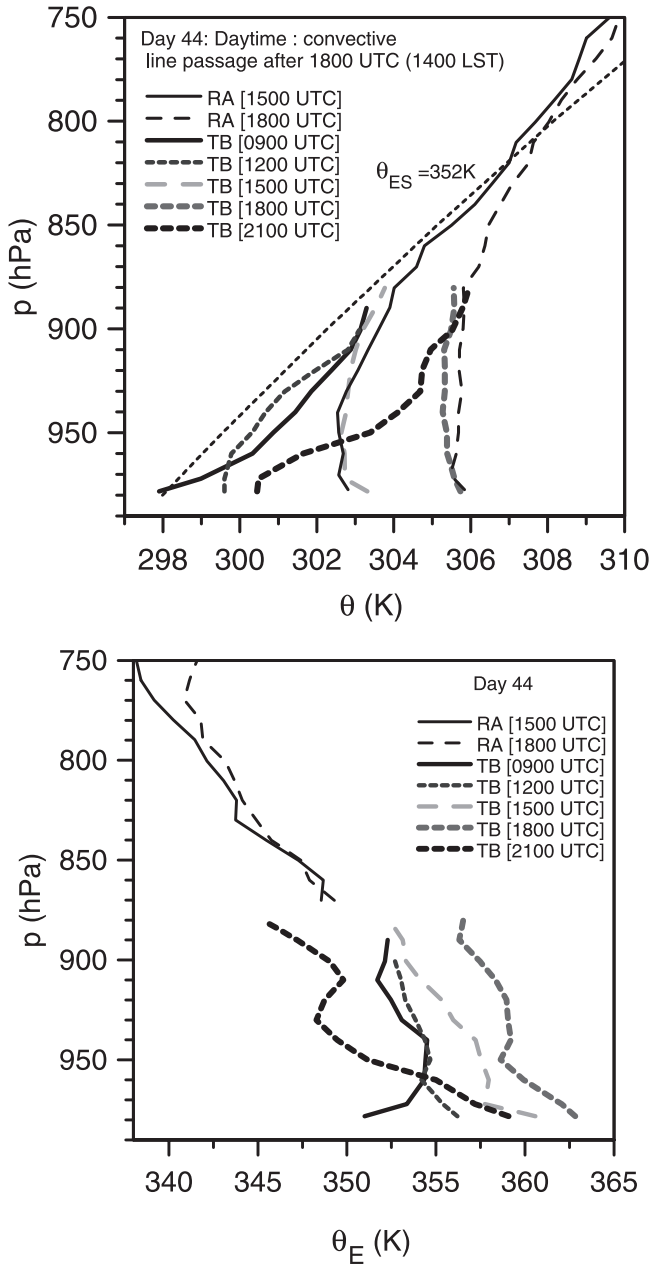 750
800
850
900
950
p (hPa)
Day 44: Daytime : convective
line passage after 1800 UTC (1400 LST)
RA [1500 UTC]
RA [1800 UTC]
TB [0900 UTC]
TB [1200 UTC]
TB [1500 UTC]
TB [1800 UTC]
TB [2100 UTC]
θES =352K
298 300 302 304 306 308 310
θ (K)
750
800
850
900
950
p (hPa)
Day 44
RA [1500 UTC]
RA [1800 UTC]
TB [0900 UTC]
TB [1200 UTC]
TB [1500 UTC]
TB [1800 UTC]
TB [2100 UTC]
340 345 350 355 360 365
θE (K)